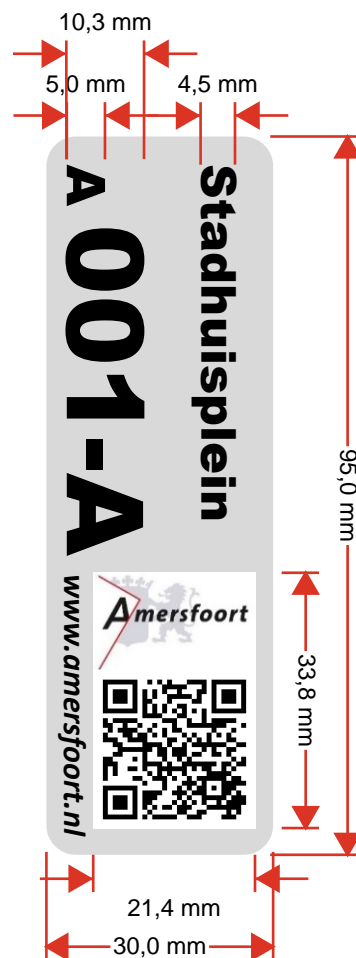 10,3 mm
5,0 mm
4,5 mm
Stadhuisplein
A 001-A
www.amersfoort.nl
Amersfoort
95,0 mm
33,8 mm
21,4 mm
30,0 mm